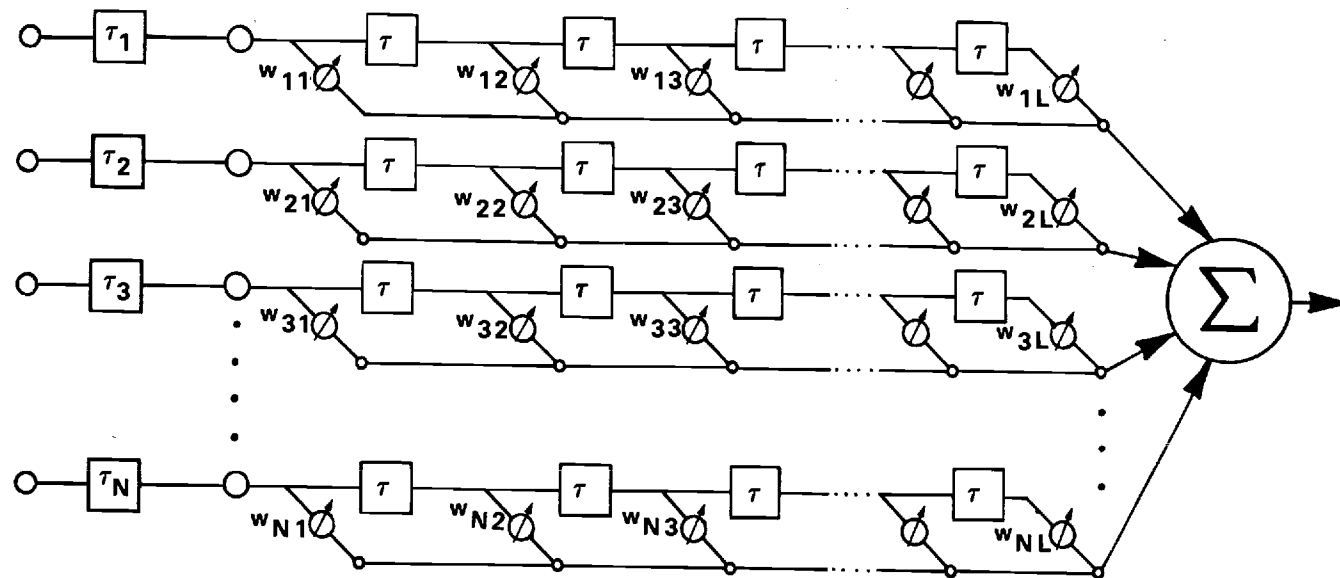 τ₁ τ τ τ τ
w₁₁ w₁₂ w₁₃ w₁L
τ₂ τ τ τ τ
w₂₁ w₂₂ w₂₃ w₂L
τ₃ τ τ τ τ
w₃₁ w₃₂ w₃₃ w₃L
Σ
τN τ τ τ τ
wN1 wN2 wN3 wNL